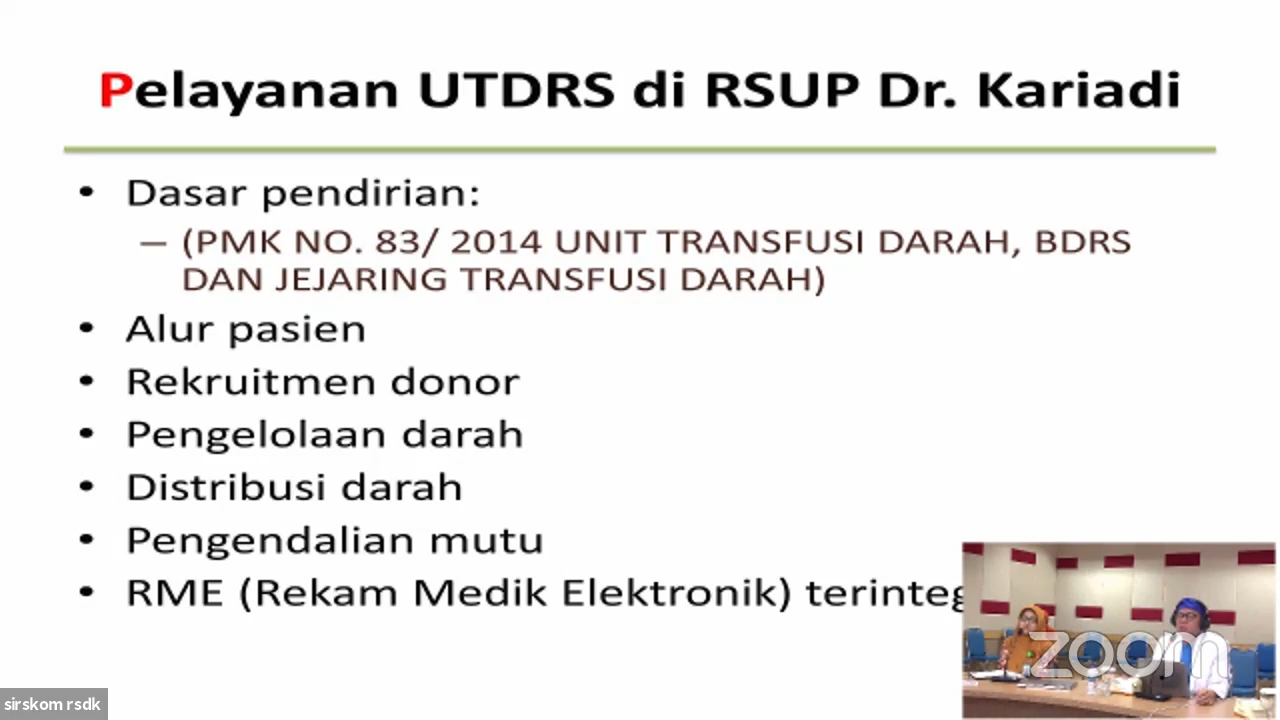 Pelayanan UTDRS di RSUP Dr. Kariadi
• Dasar pendirian:
– (PMK NO. 83/ 2014 UNIT TRANSFUSI DARAH, BDRS
DAN JEJARING TRANSFUSI DARAH)
• Alur pasien
• Rekruitmen donor
• Pengelolaan darah
• Distribusi darah
• Pengendalian mutu
• RME (Rekam Medik Elektronik) terinteg
zoom
sirskom rsdk